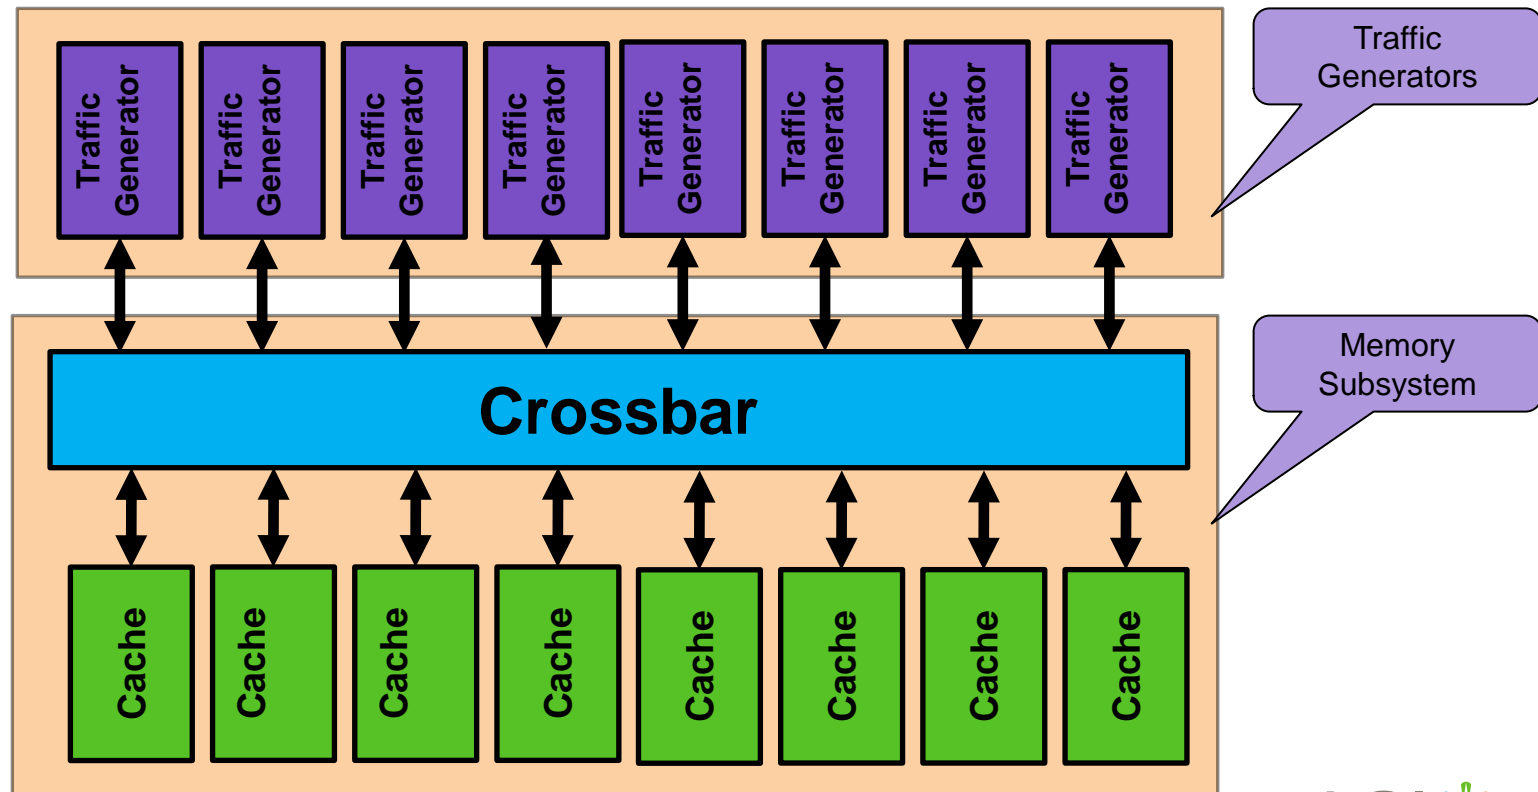 Traffic
Generator
Traffic
Generator
Traffic
Generator
Traffic
Generator
Traffic
Generator
Traffic
Generator
Traffic
Generator
Traffic
Generator
Traffic
Generators
Crossbar
Memory
Subsystem
Cache
Cache
Cache
Cache
Cache
Cache
Cache
Cache